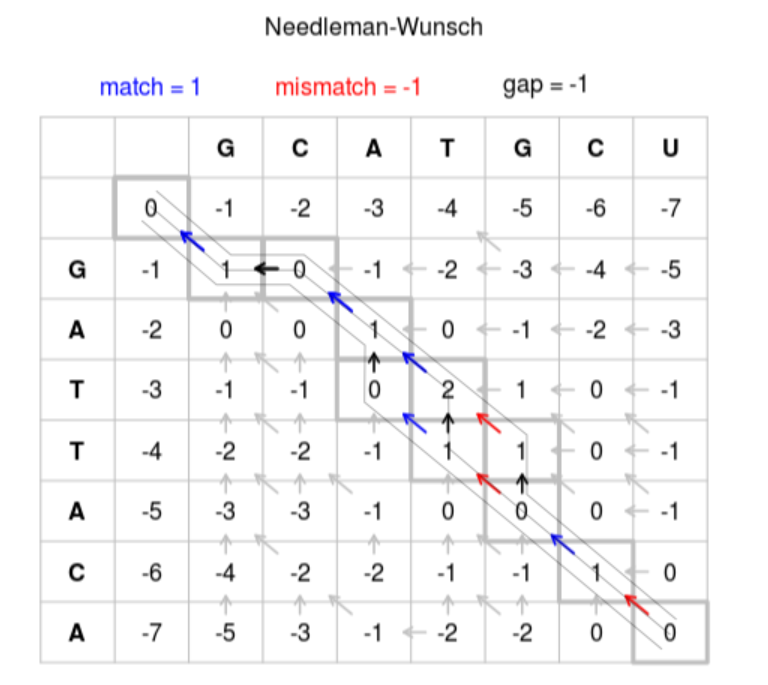 Needleman-Wunsch
match = 1 mismatch = -1 gap = -1
G C A T G C U
0 -1 -2 -3 -4 -5 -6 -7
G -1 1 0 -1 -2 -3 -4 -5
A -2 0 0 1 0 -1 -2 -3
T -3 -1 -1 0 2 1 0 -1
T -4 -2 -2 -1 1 1 0 -1
A -5 -3 -3 -1 0 0 0 -1
C -6 -4 -2 -2 -1 -1 1 0
A -7 -5 -3 -1 -2 -2 0 0